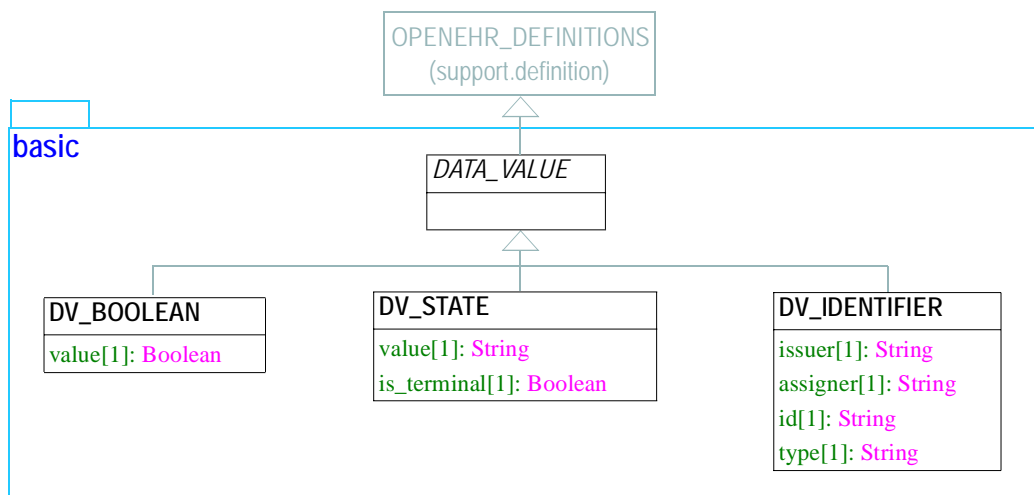 OPENEHR_DEFINITIONS
(support.definition)
basic
DATA_VALUE
DV_BOOLEAN
value[1]: Boolean
DV_STATE
value[1]: String
is_terminal[1]: Boolean
DV_IDENTIFIER
issuer[1]: String
assigner[1]: String
id[1]: String
type[1]: String